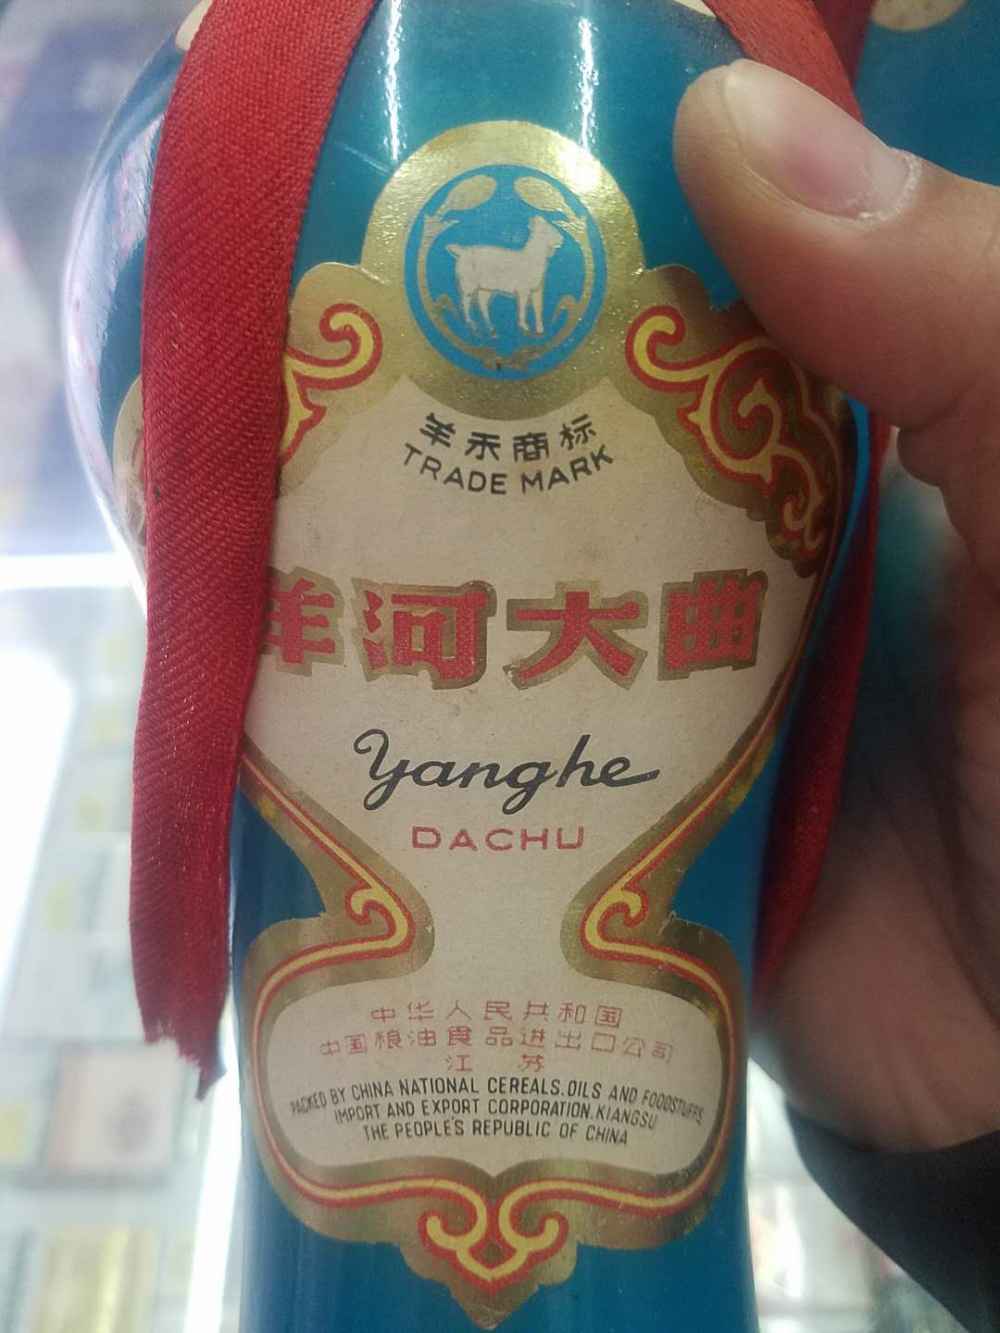 羊禾商标
TRADE MARK
羊河大曲
Yanghe
DACHU
中华人民共和国
中国粮油食品进出口公司
江苏
PACKED BY CHINA NATIONAL CEREALS.OILS AND FOODSTUFFS
IMPORT AND EXPORT CORPORATION.KIANGSU
THE PEOPLE'S REPUBLIC OF CHINA